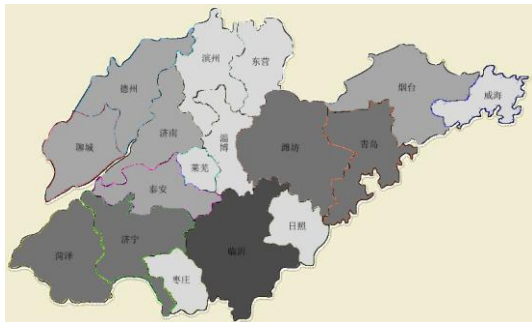 滨州
东营
德州
烟台
威海
济南
淄博
聊城
潍坊
青岛
莱芜
泰安
日照
济宁
临沂
菏泽
枣庄